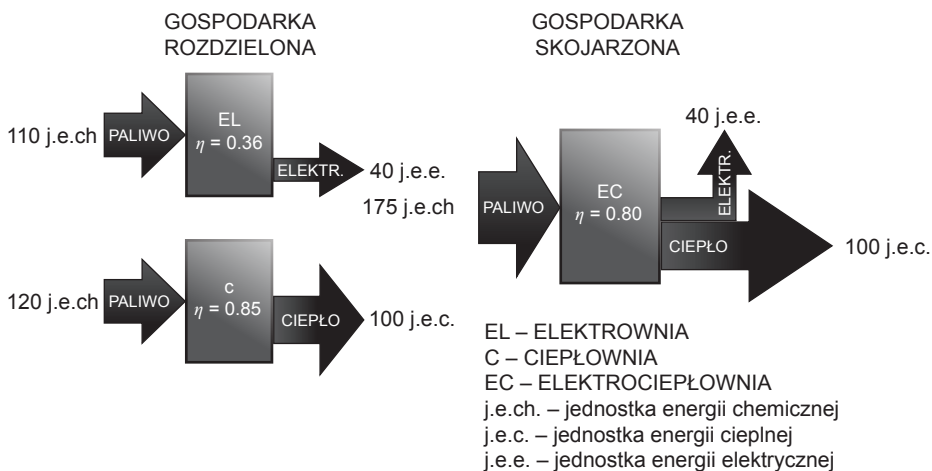 GOSPODARKA
ROZDZIELONA
110 j.e.ch
PALIWO
EL
η = 0.36
ELEKTR.
40 j.e.e.
120 j.e.ch
PALIWO
c
η = 0.85
CIEPŁO
100 j.e.c.
GOSPODARKA
SKOJARZONA
175 j.e.ch
PALIWO
EC
η = 0.80
40 j.e.e.
ELEKTR.
CIEPŁO
100 j.e.c.
EL – ELEKTROWNIA
C – CIEPŁOWNIA
EC – ELEKTROCIEPŁOWNIA
j.e.ch. – jednostka energii chemicznej
j.e.c. – jednostka energii cieplnej
j.e.e. – jednostka energii elektrycznej